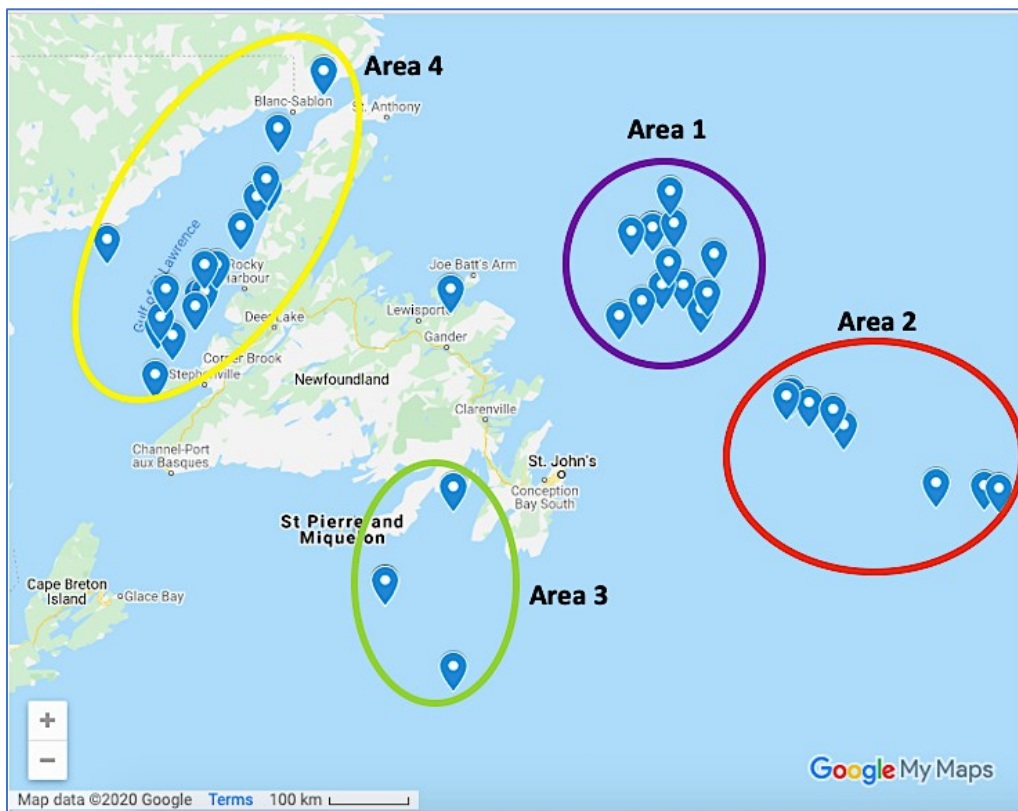 Area 4
Blanc-Sablon
St. Anthony
Area 1
Gulf of St Lawrence
Rocky
Harbour
Joe Batt's Arm
Lewisporte
Deer Lake
Gander
Area 2
Corner Brook
Stephenville
Newfoundland
Clarenville
Channel-Port
aux Basques
St. John's
Conception
Bay South
St Pierre and
Miquelon
Cape Breton
Island
Glace Bay
Area 3
+
−
Google My Maps
Map data ©2020 Google Terms 100 km